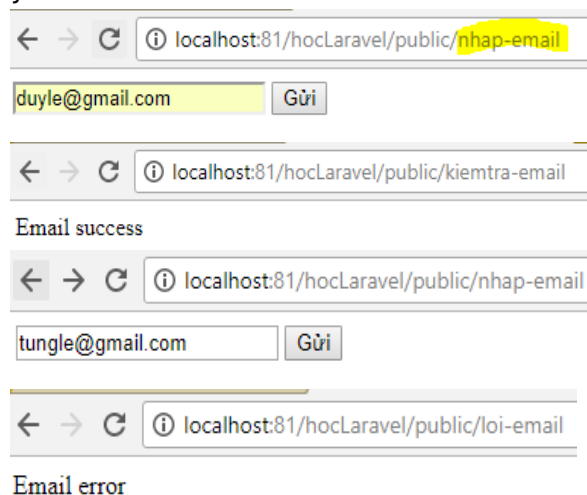 localhost:81/hocLaravel/public/nhap-email
duyle@gmail.com Gửi
localhost:81/hocLaravel/public/kiemtra-email
Email success
localhost:81/hocLaravel/public/nhap-email
tungle@gmail.com Gửi
localhost:81/hocLaravel/public/loi-email
Email error